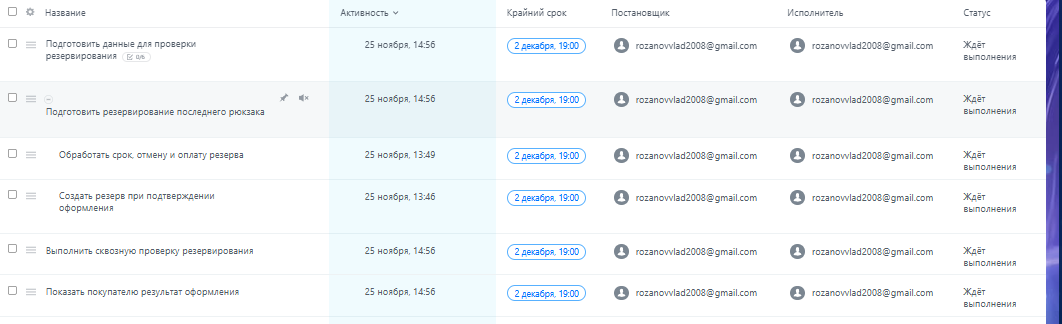 Название Активность Крайний срок Постановщик Исполнитель Статус
Подготовить данные для проверки 25 ноября, 14:56 2 декабря, 19:00 rozanovvlad2008@gmail.com rozanovvlad2008@gmail.com Ждёт
резервирования 0/6 выполнения
25 ноября, 14:56 2 декабря, 19:00 rozanovvlad2008@gmail.com rozanovvlad2008@gmail.com Ждёт
Подготовить резервирование последнего рюкзака выполнения
Обработать срок, отмену и оплату резерва 25 ноября, 13:49 2 декабря, 19:00 rozanovvlad2008@gmail.com rozanovvlad2008@gmail.com Ждёт
выполнения
Создать резерв при подтверждении 25 ноября, 13:46 2 декабря, 19:00 rozanovvlad2008@gmail.com rozanovvlad2008@gmail.com Ждёт
оформления выполнения
Выполнить сквозную проверку резервирования 25 ноября, 14:56 2 декабря, 19:00 rozanovvlad2008@gmail.com rozanovvlad2008@gmail.com Ждёт
выполнения
Показать покупателю результат оформления 25 ноября, 14:56 2 декабря, 19:00 rozanovvlad2008@gmail.com rozanovvlad2008@gmail.com Ждёт
выполнения